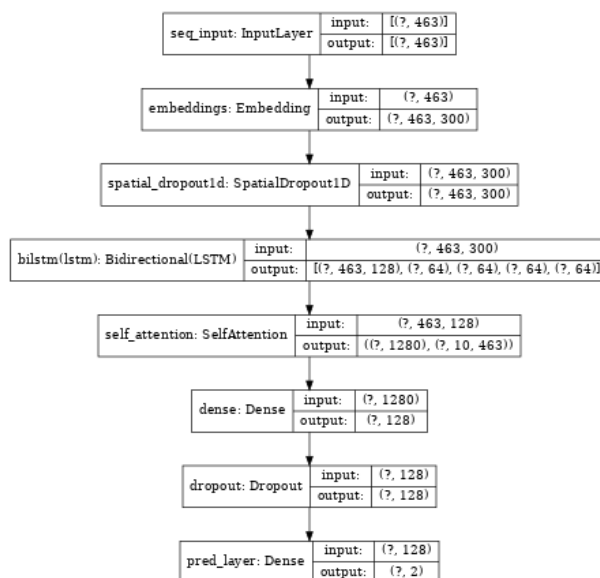 seq_input: InputLayer
input: [(?, 463)]
output: [(?, 463)]
embeddings: Embedding
input: (?, 463)
output: (?, 463, 300)
spatial_dropout1d: SpatialDropout1D
input: (?, 463, 300)
output: (?, 463, 300)
bilstm(lstm): Bidirectional(LSTM)
input: (?, 463, 300)
output: [(?, 463, 128), (?, 64), (?, 64), (?, 64), (?, 64)]
self_attention: SelfAttention
input: (?, 463, 128)
output: ((?, 1280), (?, 10, 463))
dense: Dense
input: (?, 1280)
output: (?, 128)
dropout: Dropout
input: (?, 128)
output: (?, 128)
pred_layer: Dense
input: (?, 128)
output: (?, 2)